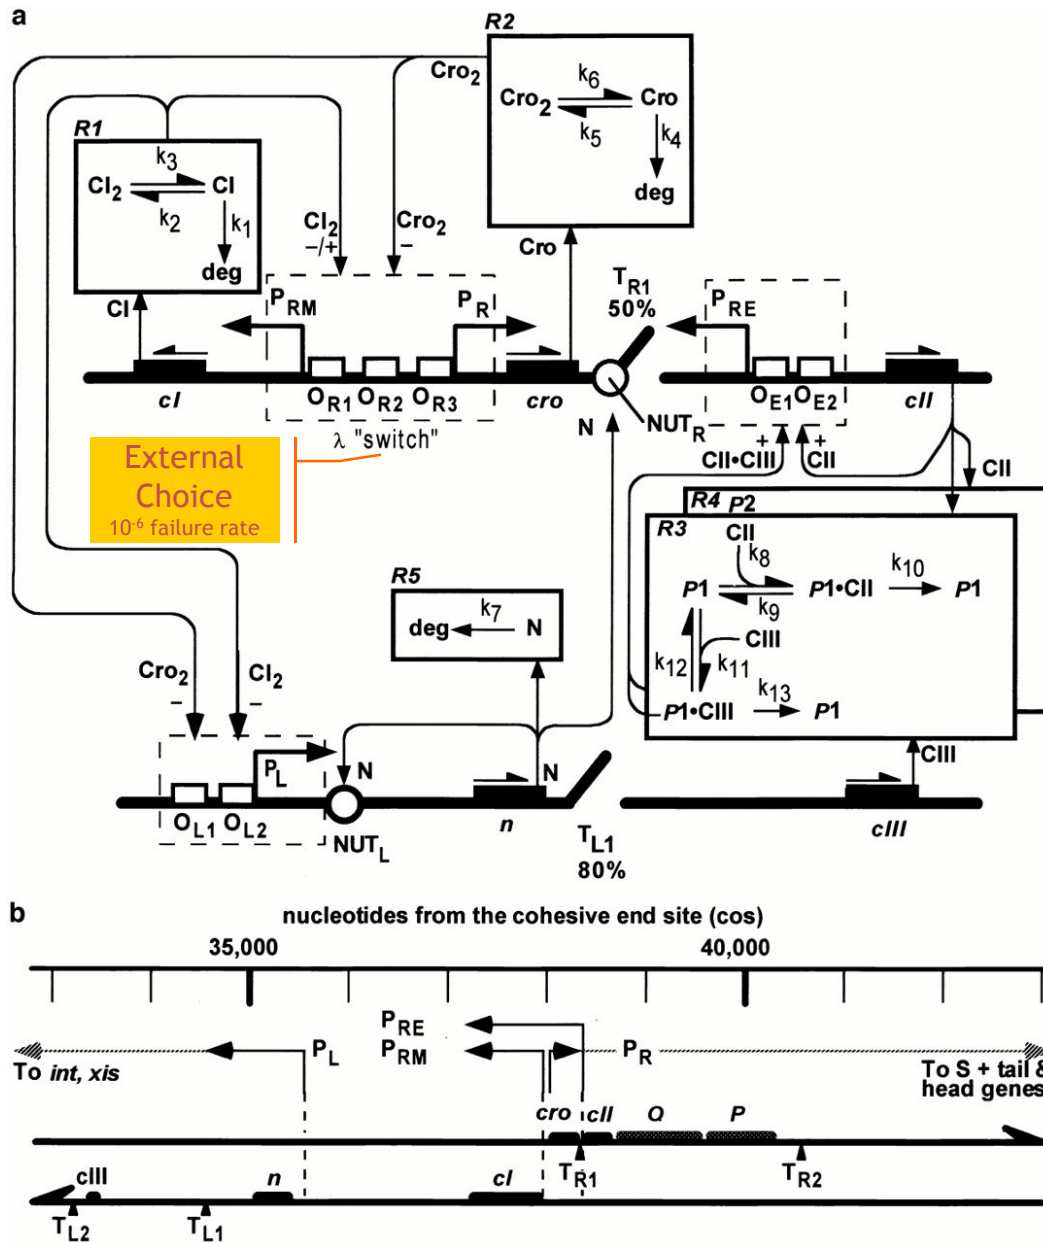 a
R2
Cro2
Cro2 k6 Cro
k5 k4
deg
R1
k3
CI2 CI
k2 k1
deg
CI2
–/+
Cro2
–
Cro
CI
PRM
PR
TR1
50%
PRE
OR1 OR2 OR3
OE1 OE2
cI
cro
cII
λ "switch"
N
NUTR
External
Choice
10-6 failure rate
+ +
CII•CIII CII
CII
R4 P2
R3
CII
k8
P1 P1•CII k10 P1
k9
CIII
k12 k11
P1•CIII k13 P1
R5
deg k7 N
Cro2
–
CI2
–
PL
N
N
CIII
OL1 OL2
NUTL
n
TL1
80%
cIII
b
nucleotides from the cohesive end site (cos)
35,000 40,000
PRE
PL PRM PR
To int, xis
To S + tail &
head genes
cro cII Q P
TR1 TR2
cIII n cI
TL2 TL1